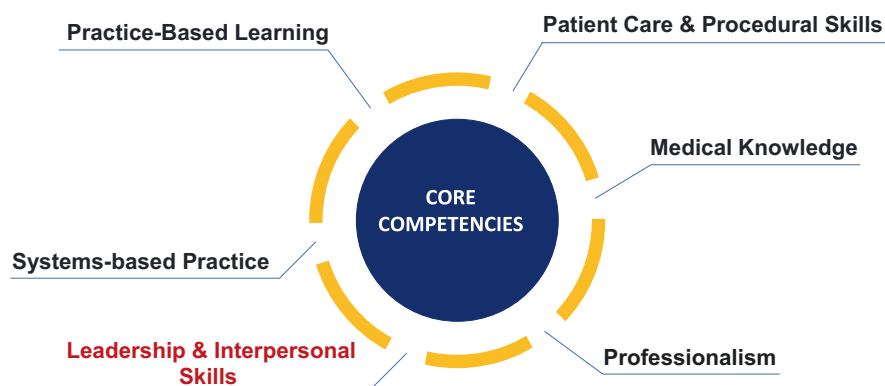 Patient Care & Procedural Skills
Practice-Based Learning
Medical Knowledge
CORE
COMPETENCIES
Systems-based Practice
Leadership & Interpersonal
Skills
Professionalism